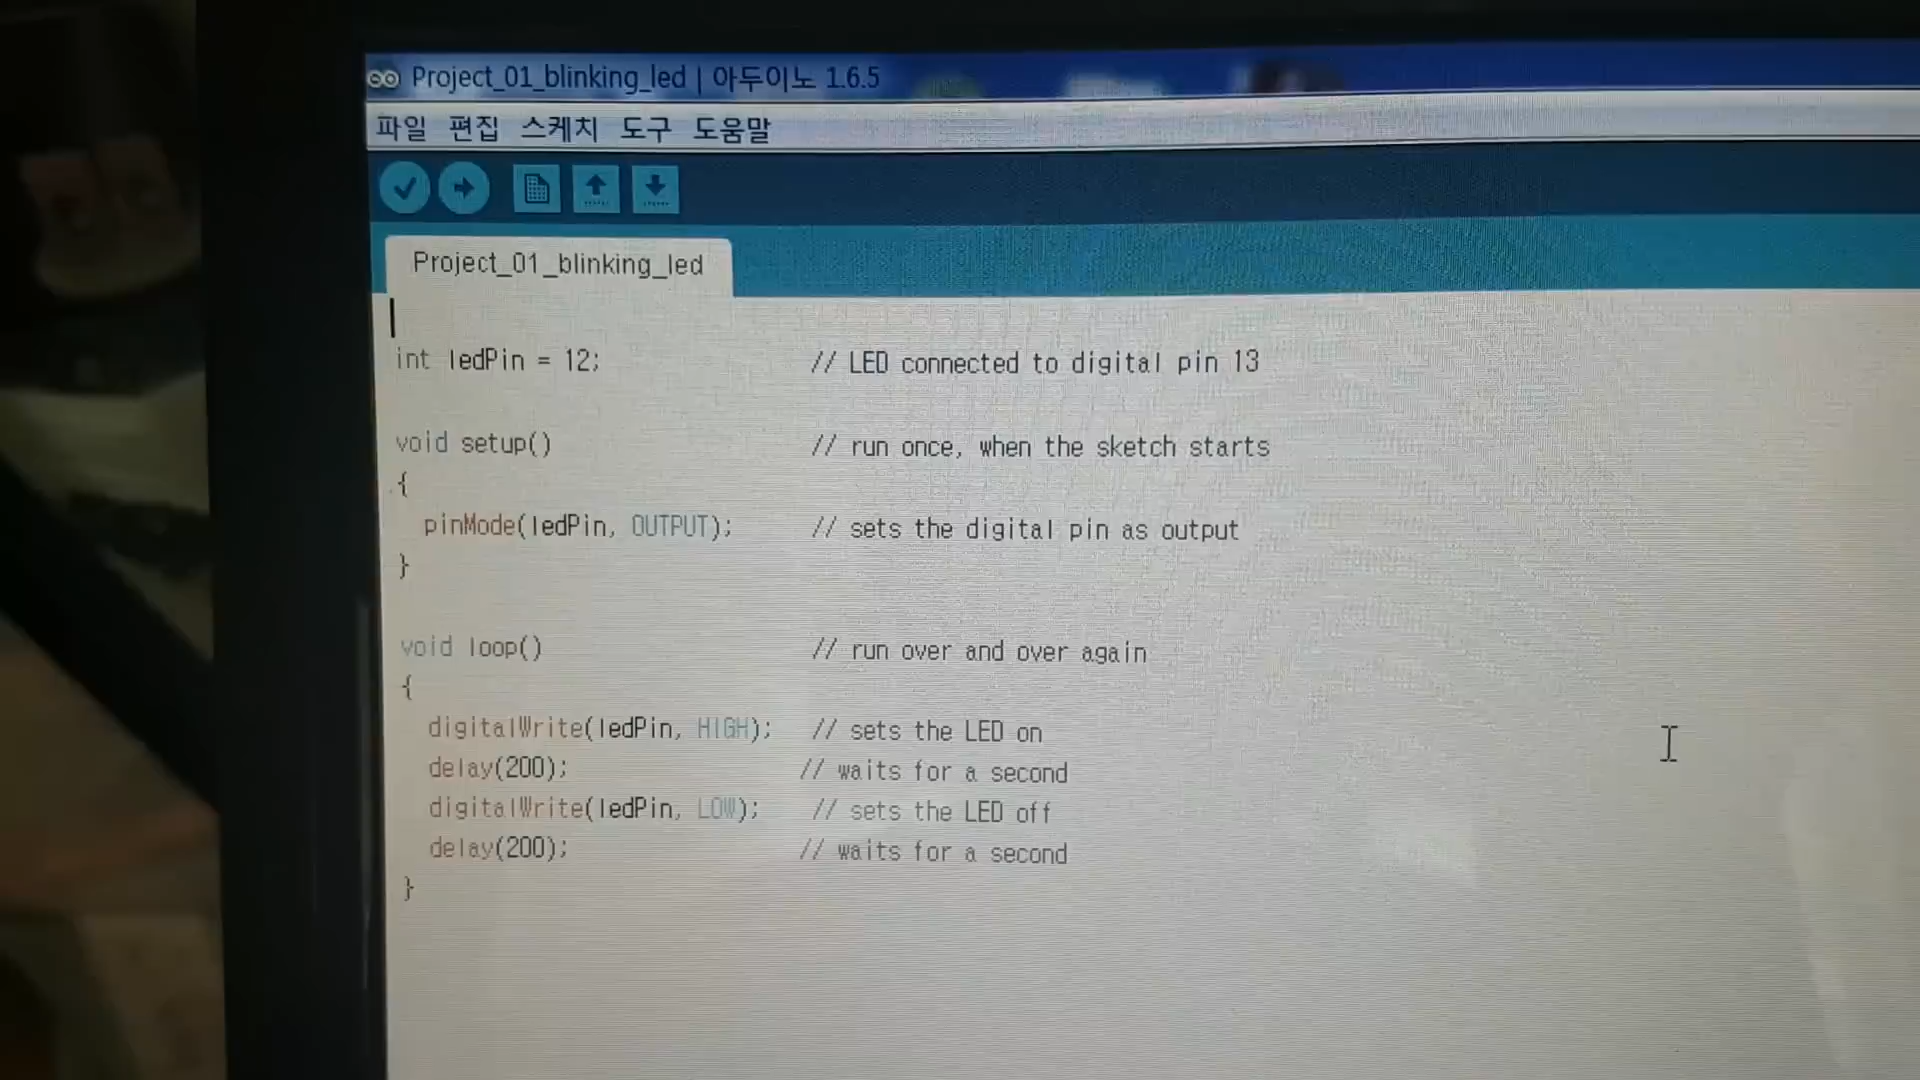 Project_01_blinking_led | 아두이노 1.6.5
파일 편집 스케치 도구 도움말
Project_01_blinking_led
int ledPin = 12; // LED connected to digital pin 13
void setup() // run once, when the sketch starts
{
pinMode(ledPin, OUTPUT); // sets the digital pin as output
}
void loop() // run over and over again
{
digitalWrite(ledPin, HIGH); // sets the LED on
delay(200); // waits for a second
digitalWrite(ledPin, LOW); // sets the LED off
delay(200); // waits for a second
}